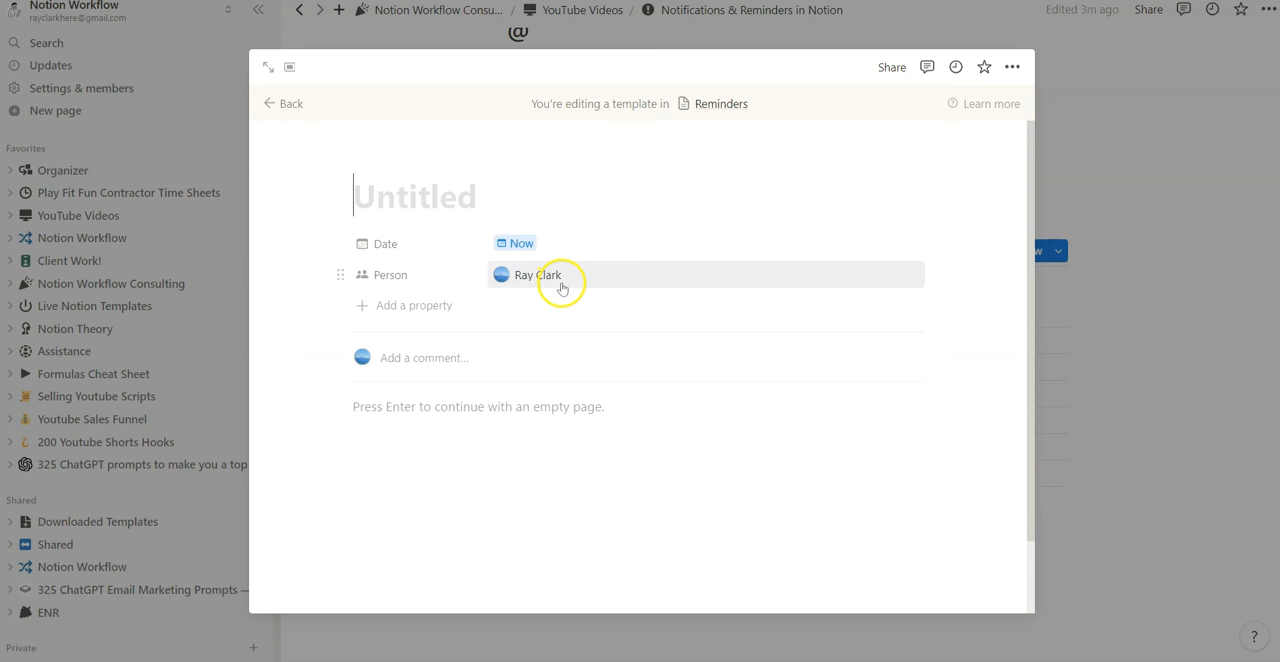 Notion Workflow
rayclarkhere@gmail.com
Search
Updates
Settings & members
New page
Favorites
Organizer
Play Fit Fun Contractor Time Sheets
YouTube Videos
Notion Workflow
Client Work!
Notion Workflow Consulting
Live Notion Templates
Notion Theory
Assistance
Formulas Cheat Sheet
Selling Youtube Scripts
Youtube Sales Funnel
200 Youtube Shorts Hooks
325 ChatGPT prompts to make you a top
Shared
Downloaded Templates
Shared
Notion Workflow
325 ChatGPT Email Marketing Prompts —
ENR
Private +
Notion Workflow Consu... / YouTube Videos / Notifications & Reminders in Notion
Edited 3m ago Share
@
Share
Back
You're editing a template in Reminders
Learn more
Untitled
Date Now
Person Ray Clark
Add a property
Add a comment...
Press Enter to continue with an empty page.
w
?